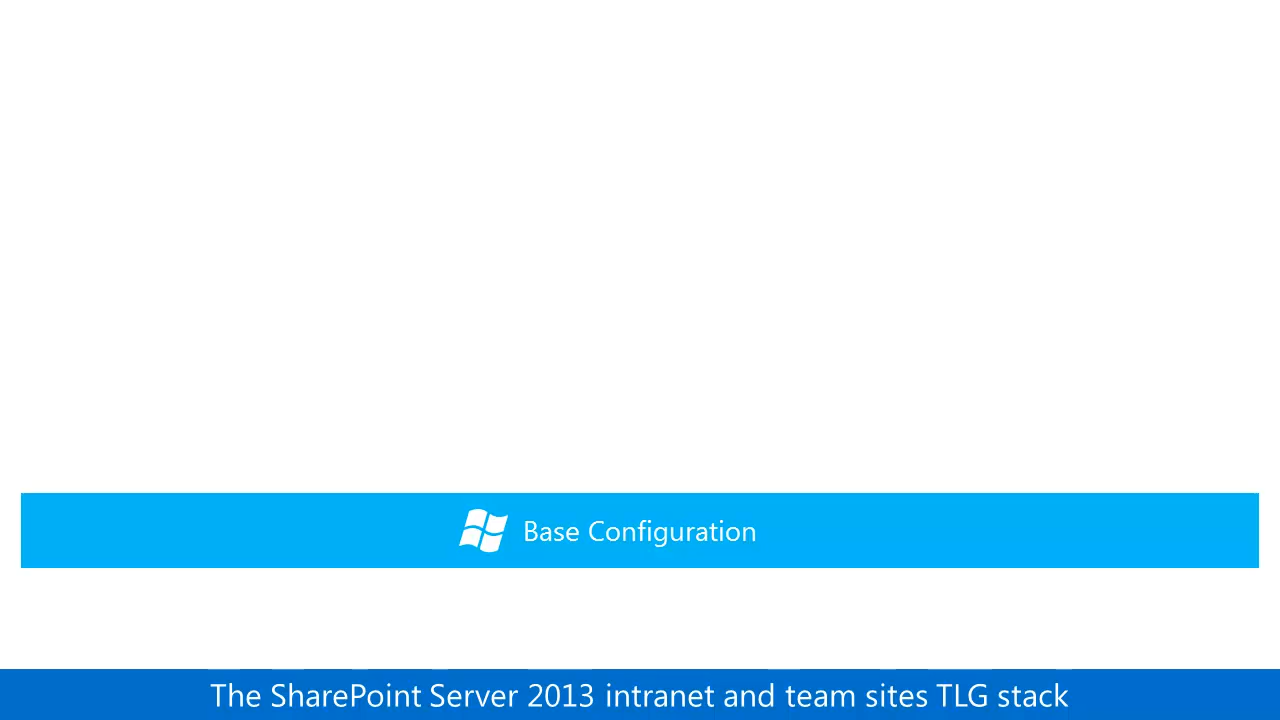 Base Configuration
The SharePoint Server 2013 intranet and team sites TLG stack